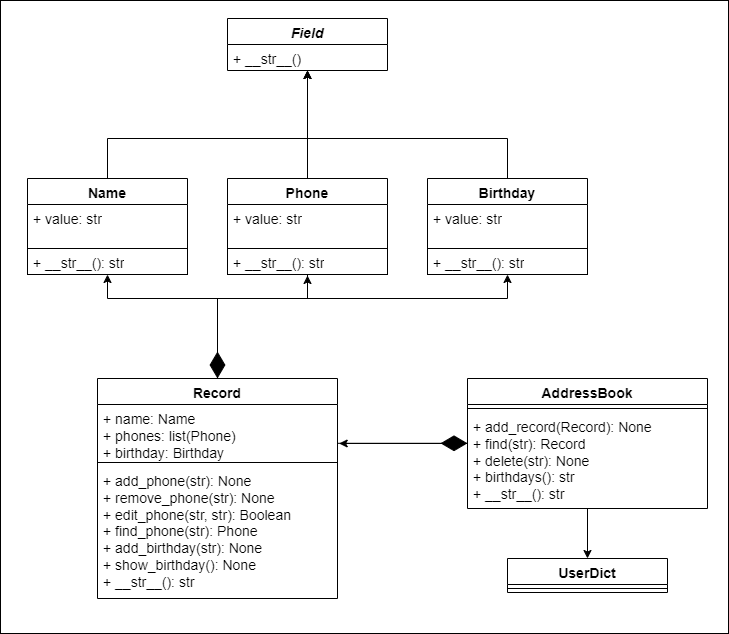 Field
+ __str__()
Name
+ value: str
+ __str__(): str
Phone
+ value: str
+ __str__(): str
Birthday
+ value: str
+ __str__(): str
Record
+ name: Name
+ phones: list(Phone)
+ birthday: Birthday
+ add_phone(str): None
+ remove_phone(str): None
+ edit_phone(str, str): Boolean
+ find_phone(str): Phone
+ add_birthday(str): None
+ show_birthday(): None
+ __str__(): str
AddressBook
+ add_record(Record): None
+ find(str): Record
+ delete(str): None
+ birthdays(): str
+ __str__(): str
UserDict